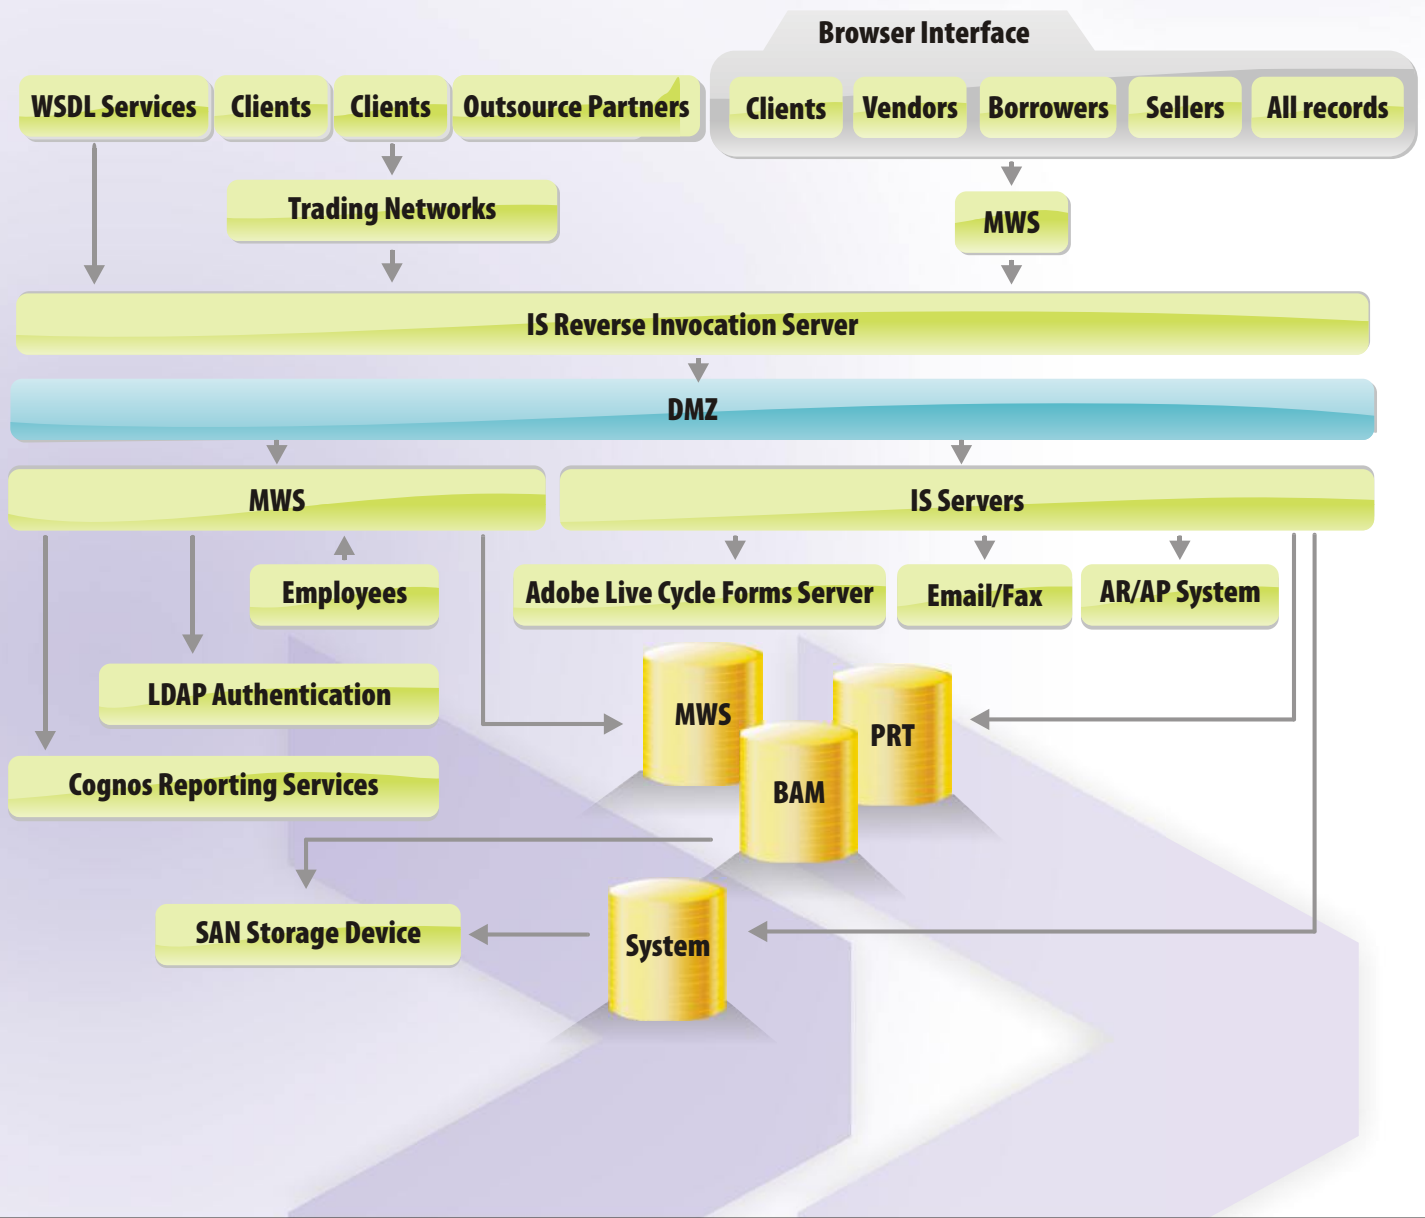 Browser Interface
WSDL Services
Clients
Clients
Outsource Partners
Clients
Vendors
Borrowers
Sellers
All records
Trading Networks
MWS
IS Reverse Invocation Server
DMZ
MWS
IS Servers
Employees
Adobe Live Cycle Forms Server
Email/Fax
AR/AP System
LDAP Authentication
MWS
PRT
Cognos Reporting Services
BAM
SAN Storage Device
System